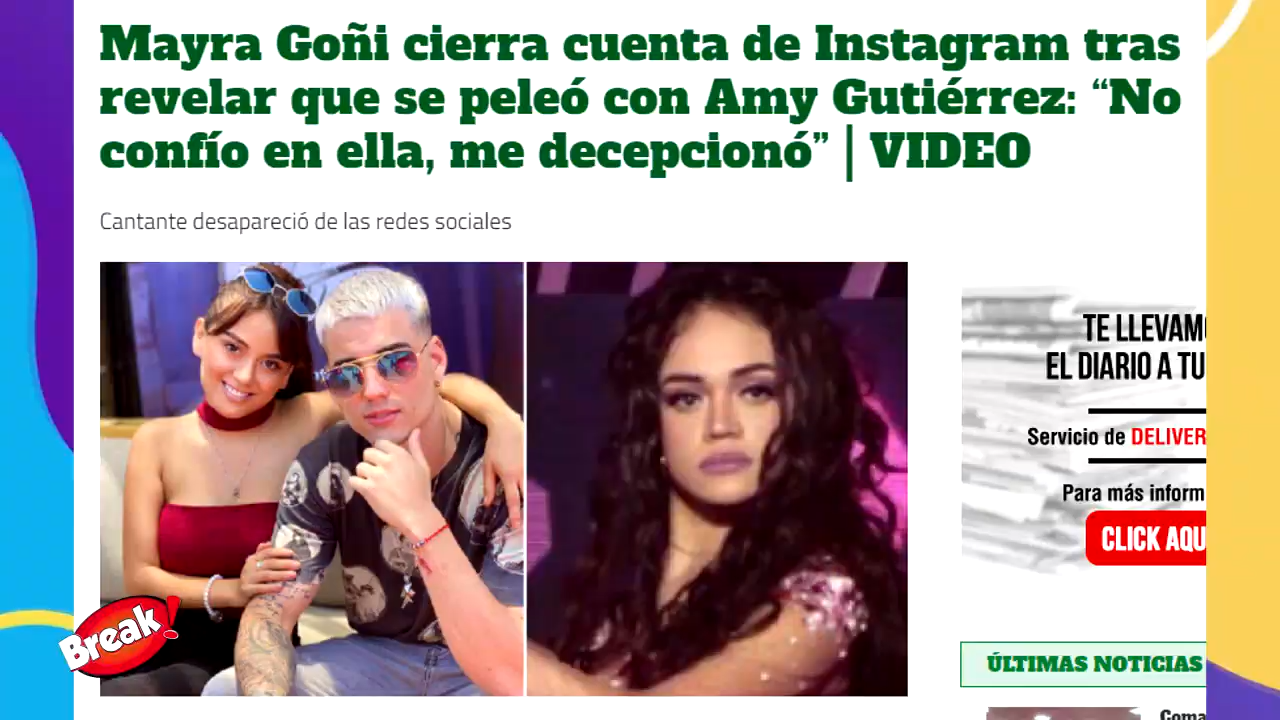 Mayra Goñi cierra cuenta de Instagram tras
revelar que se peleó con Amy Gutiérrez: “No
confío en ella, me decepcionó” | VIDEO
Cantante desapareció de las redes sociales
TE LLEVAM
EL DIARIO A TU
Servicio de DELIVER
Para más inform
CLICK AQU
Break!
ÚLTIMAS NOTICIAS
Coma